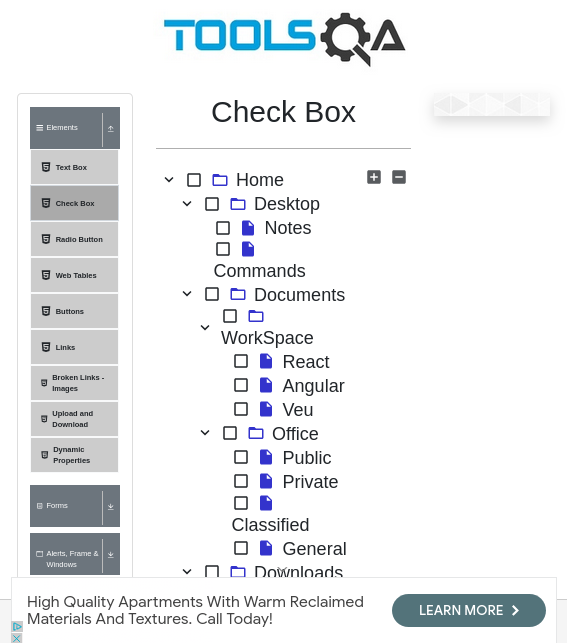 TOOLSQA
Check Box
Elements
Text Box
Check Box
Radio Button
Web Tables
Buttons
Links
Broken Links -
Images
Upload and
Download
Dynamic
Properties
Forms
Alerts, Frame &
Windows
Home
Desktop
Notes
Commands
Documents
WorkSpace
React
Angular
Veu
Office
Public
Private
Classified
General
Downloads
High Quality Apartments With Warm Reclaimed
Materials And Textures. Call Today!
LEARN MORE